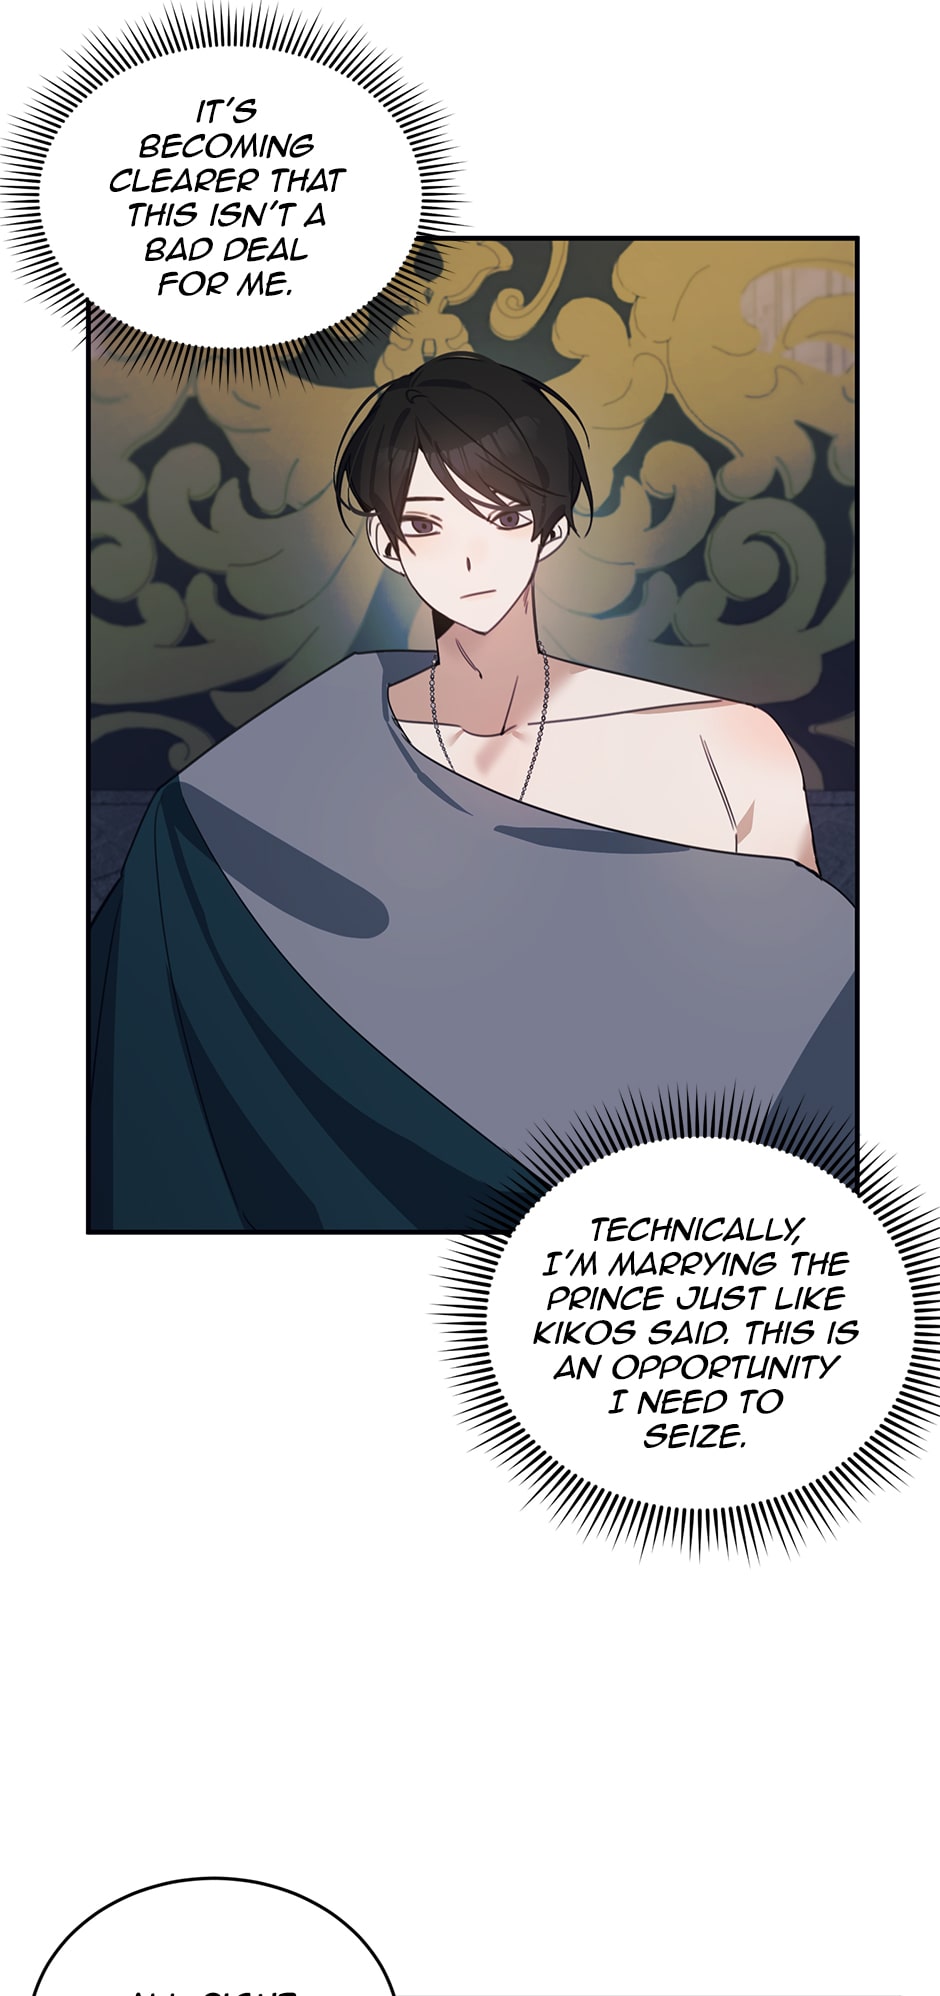 IT'S
BECOMING
CLEARER THAT
THIS ISN'T A
BAD DEAL
FOR ME.
TECHNICALLY,
I'M MARRYING THE
PRINCE JUST LIKE
KIKOS SAID. THIS IS
AN OPPORTUNITY
I NEED TO
SEIZE.